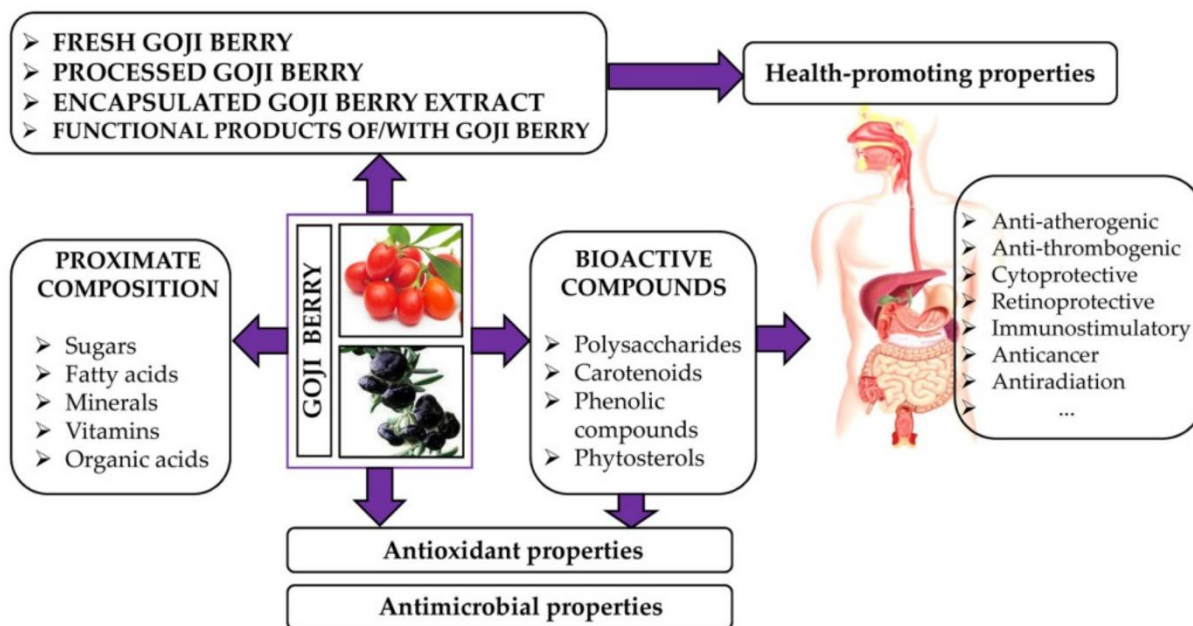 ➢ FRESH GOJI BERRY
➢ PROCESSED GOJI BERRY
➢ ENCAPSULATED GOJI BERRY EXTRACT
➢ FUNCTIONAL PRODUCTS OF/WITH GOJI BERRY
Health-promoting properties
PROXIMATE
COMPOSITION
➢ Sugars
➢ Fatty acids
➢ Minerals
➢ Vitamins
➢ Organic acids
GOJI BERRY
BIOACTIVE
COMPOUNDS
➢ Polysaccharides
➢ Carotenoids
➢ Phenolic
compounds
➢ Phytosterols
➢ Anti-atherogenic
➢ Anti-thrombogenic
➢ Cytoprotective
➢ Retinoprotective
➢ Immunostimulatory
➢ Anticancer
➢ Antiradiation
➢ ...
Antioxidant properties
Antimicrobial properties